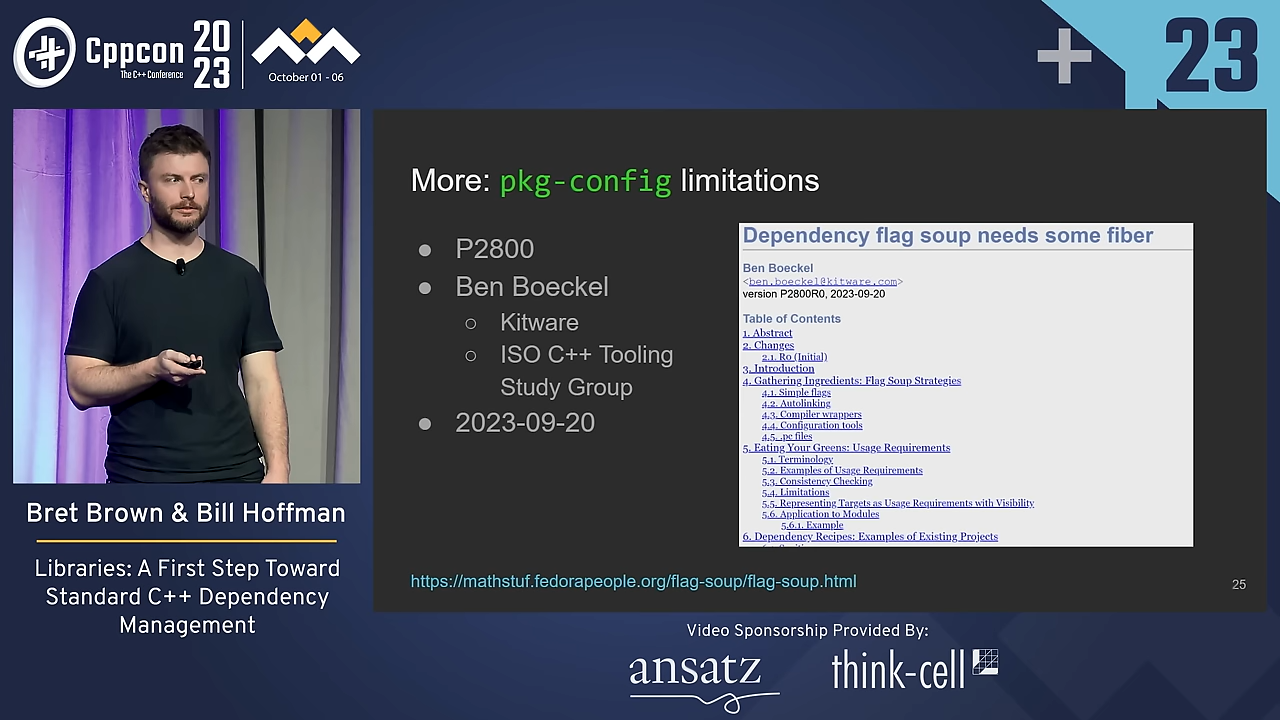 Cppcon
The C++ Conference
20
23
October 01 - 06
23
More: pkg-config limitations
● P2800
● Ben Boeckel
○ Kitware
○ ISO C++ Tooling
Study Group
● 2023-09-20
Dependency flag soup needs some fiber
Ben Boeckel
<ben.boeckel@kitware.com>
version P2800R0, 2023-09-20
Table of Contents
1. Abstract
2. Changes
2.1. R0 (Initial)
3. Introduction
4. Gathering Ingredients: Flag Soup Strategies
4.1. Simple flags
4.2. Autolinking
4.3. Compiler wrappers
4.4. Configuration tools
4.5. .pc files
5. Eating Your Greens: Usage Requirements
5.1. Terminology
5.2. Examples of Usage Requirements
5.3. Consistency Checking
5.4. Limitations
5.5. Representing Targets as Usage Requirements with Visibility
5.6. Application to Modules
5.6.1. Example
6. Dependency Recipes: Examples of Existing Projects
https://mathstuf.fedorapeople.org/flag-soup/flag-soup.html
25
Bret Brown & Bill Hoffman
Libraries: A First Step Toward
Standard C++ Dependency
Management
Video Sponsorship Provided By:
ansatz
think-cell